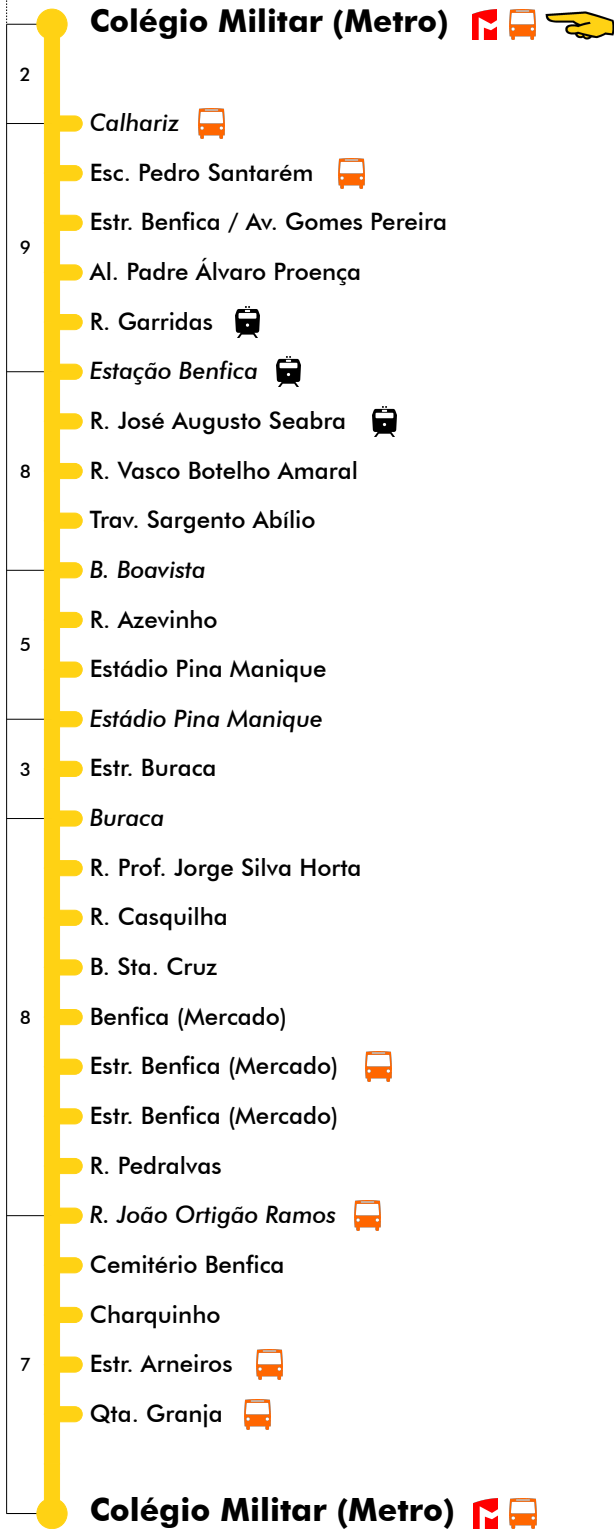 Colégio Militar (Metro)
2
Calhariz
Esc. Pedro Santarém
Estr. Benfica / Av. Gomes Pereira
9
Al. Padre Álvaro Proença
R. Garridas
Estação Benfica
R. José Augusto Seabra
8
R. Vasco Botelho Amaral
Trav. Sargento Abílio
B. Boavista
R. Azevinho
5
Estádio Pina Manique
Estádio Pina Manique
3
Estr. Buraca
Buraca
R. Prof. Jorge Silva Horta
R. Casquilha
B. Sta. Cruz
8
Benfica (Mercado)
Estr. Benfica (Mercado)
Estr. Benfica (Mercado)
R. Pedralvas
R. João Ortigão Ramos
Cemitério Benfica
Charquinho
7
Estr. Arneiros
Qta. Granja
Colégio Militar (Metro)